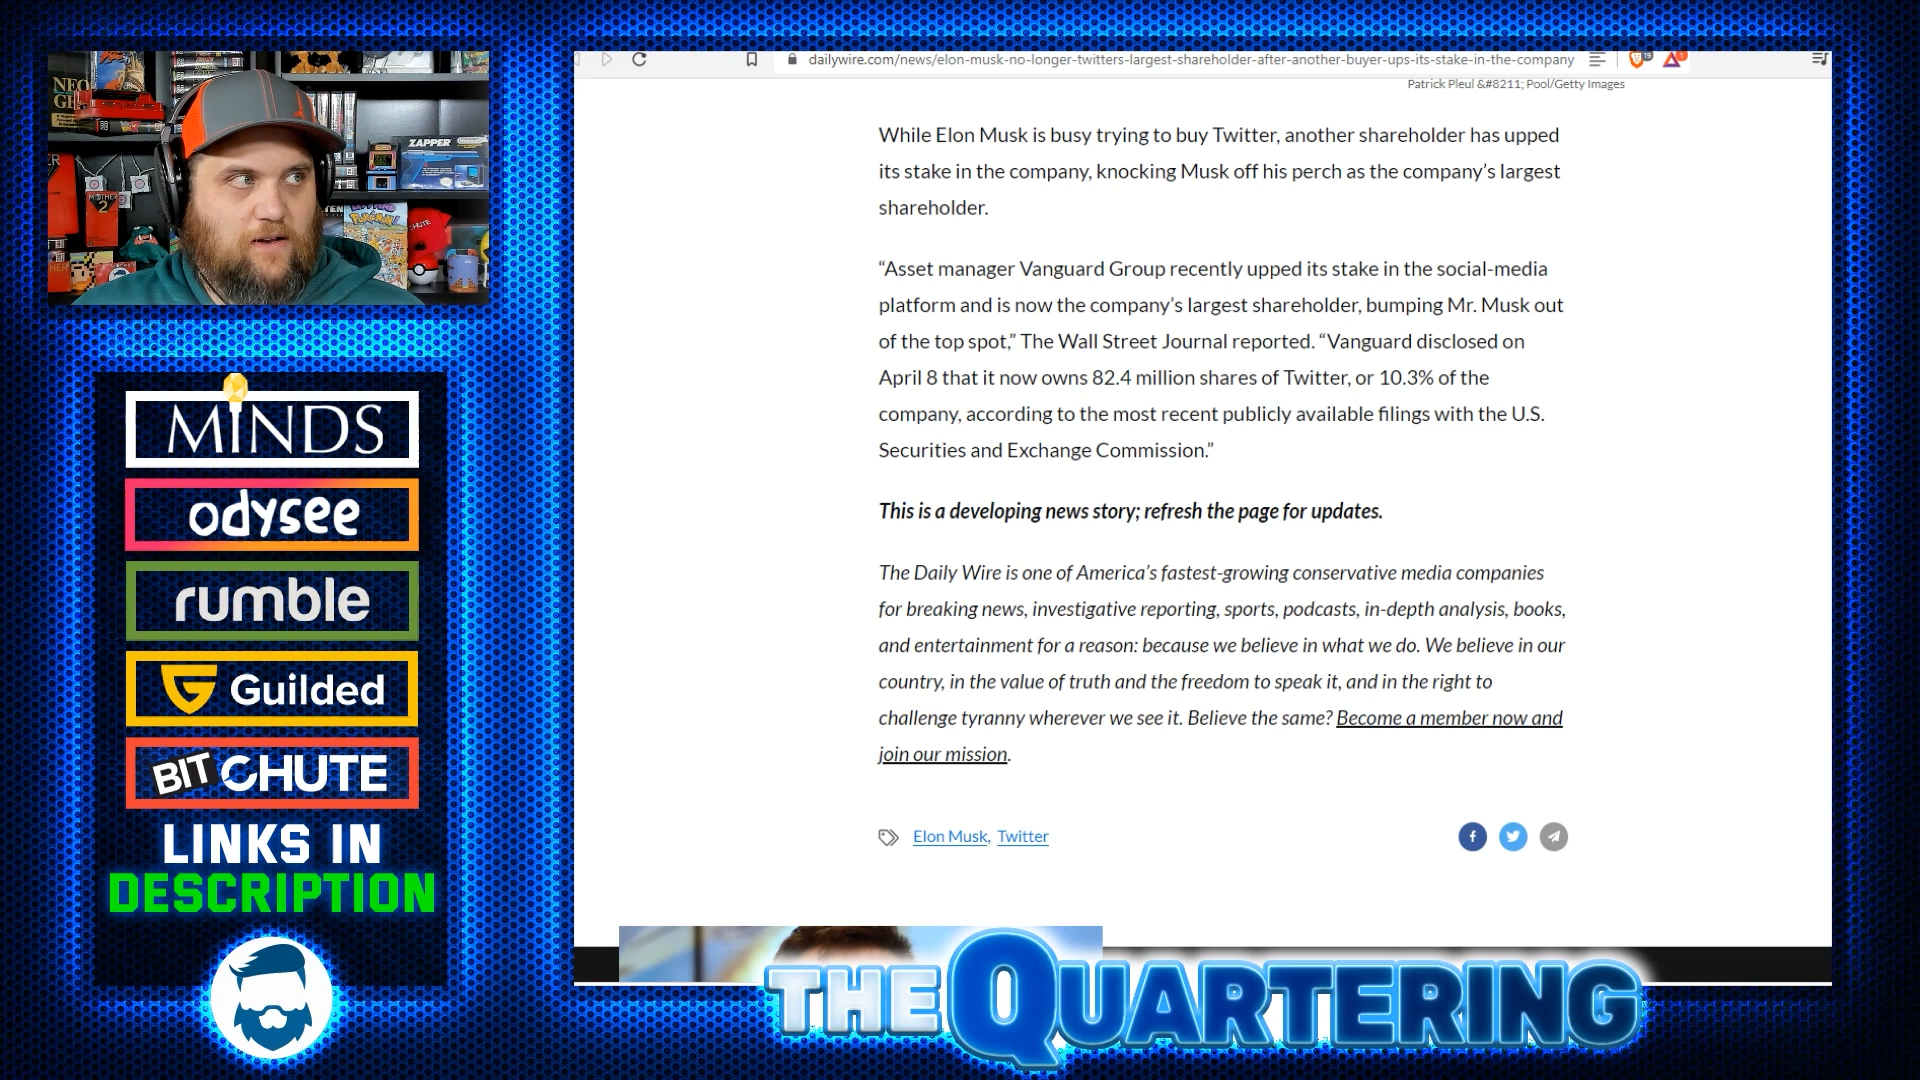 NEO
GE
ZAPPER
MOTHER
2
POKéMON
CHUTE
MINDS
odysee
rumble
Guilded
BITCHUTE
LINKS IN
DESCRIPTION
dailywire.com/news/elon-musk-no-longer-twitters-largest-shareholder-after-another-buyer-ups-its-stake-in-the-company
19
1
Patrick Pleul &#8211; Pool/Getty Images
While Elon Musk is busy trying to buy Twitter, another shareholder has upped
its stake in the company, knocking Musk off his perch as the company’s largest
shareholder.
“Asset manager Vanguard Group recently upped its stake in the social-media
platform and is now the company’s largest shareholder, bumping Mr. Musk out
of the top spot,” The Wall Street Journal reported. “Vanguard disclosed on
April 8 that it now owns 82.4 million shares of Twitter, or 10.3% of the
company, according to the most recent publicly available filings with the U.S.
Securities and Exchange Commission.”
This is a developing news story; refresh the page for updates.
The Daily Wire is one of America’s fastest-growing conservative media companies
for breaking news, investigative reporting, sports, podcasts, in-depth analysis, books,
and entertainment for a reason: because we believe in what we do. We believe in our
country, in the value of truth and the freedom to speak it, and in the right to
challenge tyranny wherever we see it. Believe the same? Become a member now and
join our mission.
Elon Musk, Twitter
THE QUARTERING